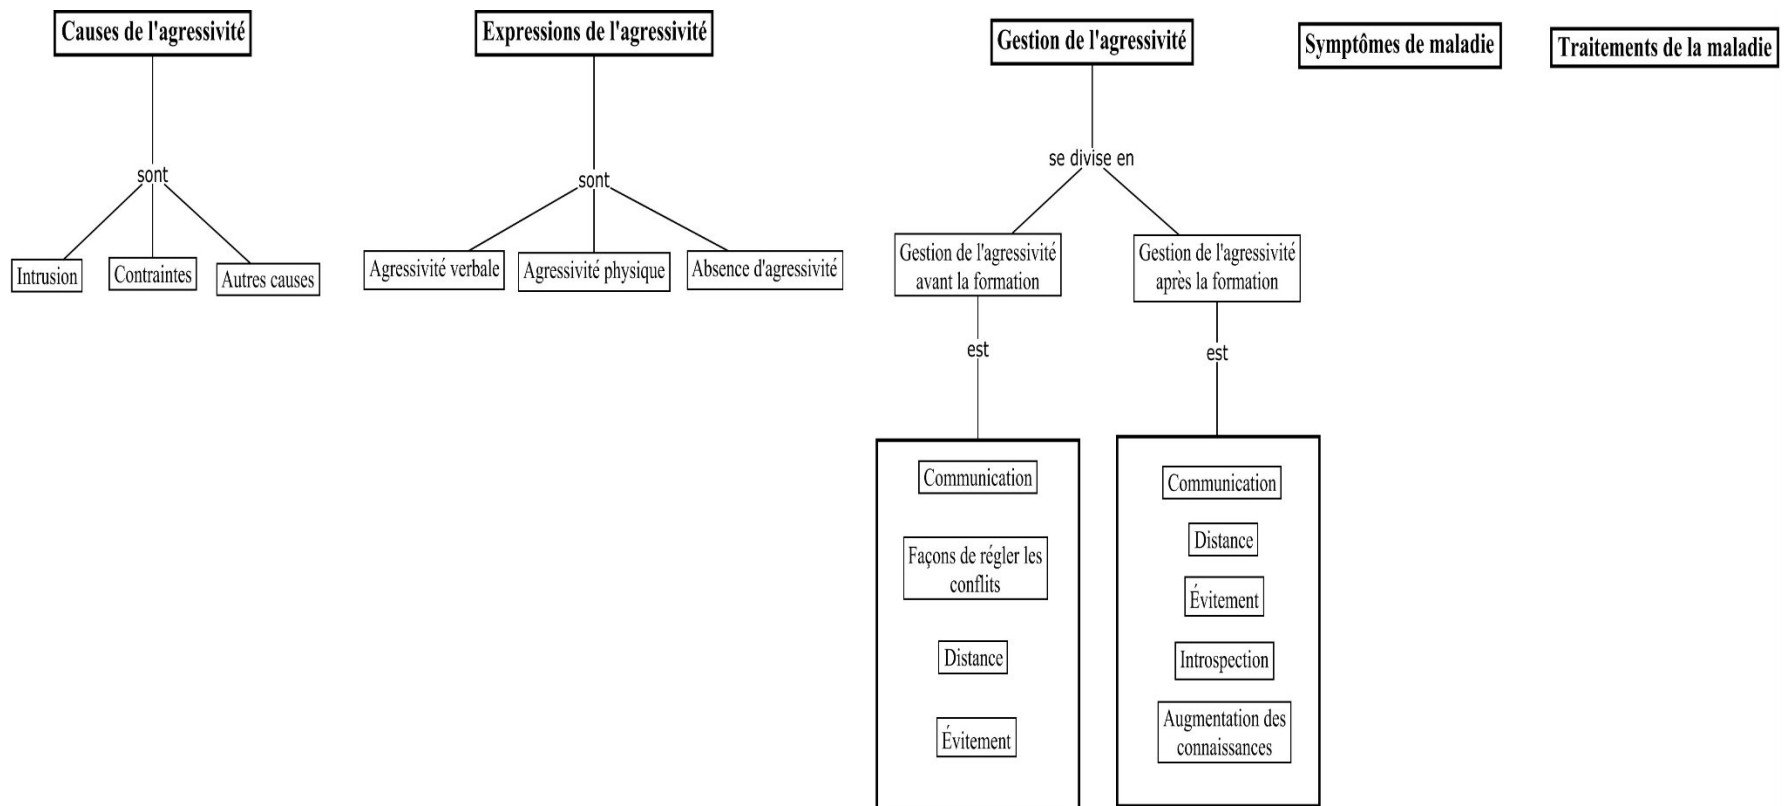 Causes de l'agressivité
Expressions de l'agressivité
Gestion de l'agressivité
Symptômes de maladie
Traitements de la maladie
sont
Intrusion
Contraintes
Autres causes
sont
Agressivité verbale
Agressivité physique
Absence d'agressivité
se divise en
Gestion de l'agressivité
avant la formation
Gestion de l'agressivité
après la formation
est
est
Communication
Façons de régler les
conflits
Distance
Évitement
Communication
Distance
Évitement
Introspection
Augmentation des
connaissances